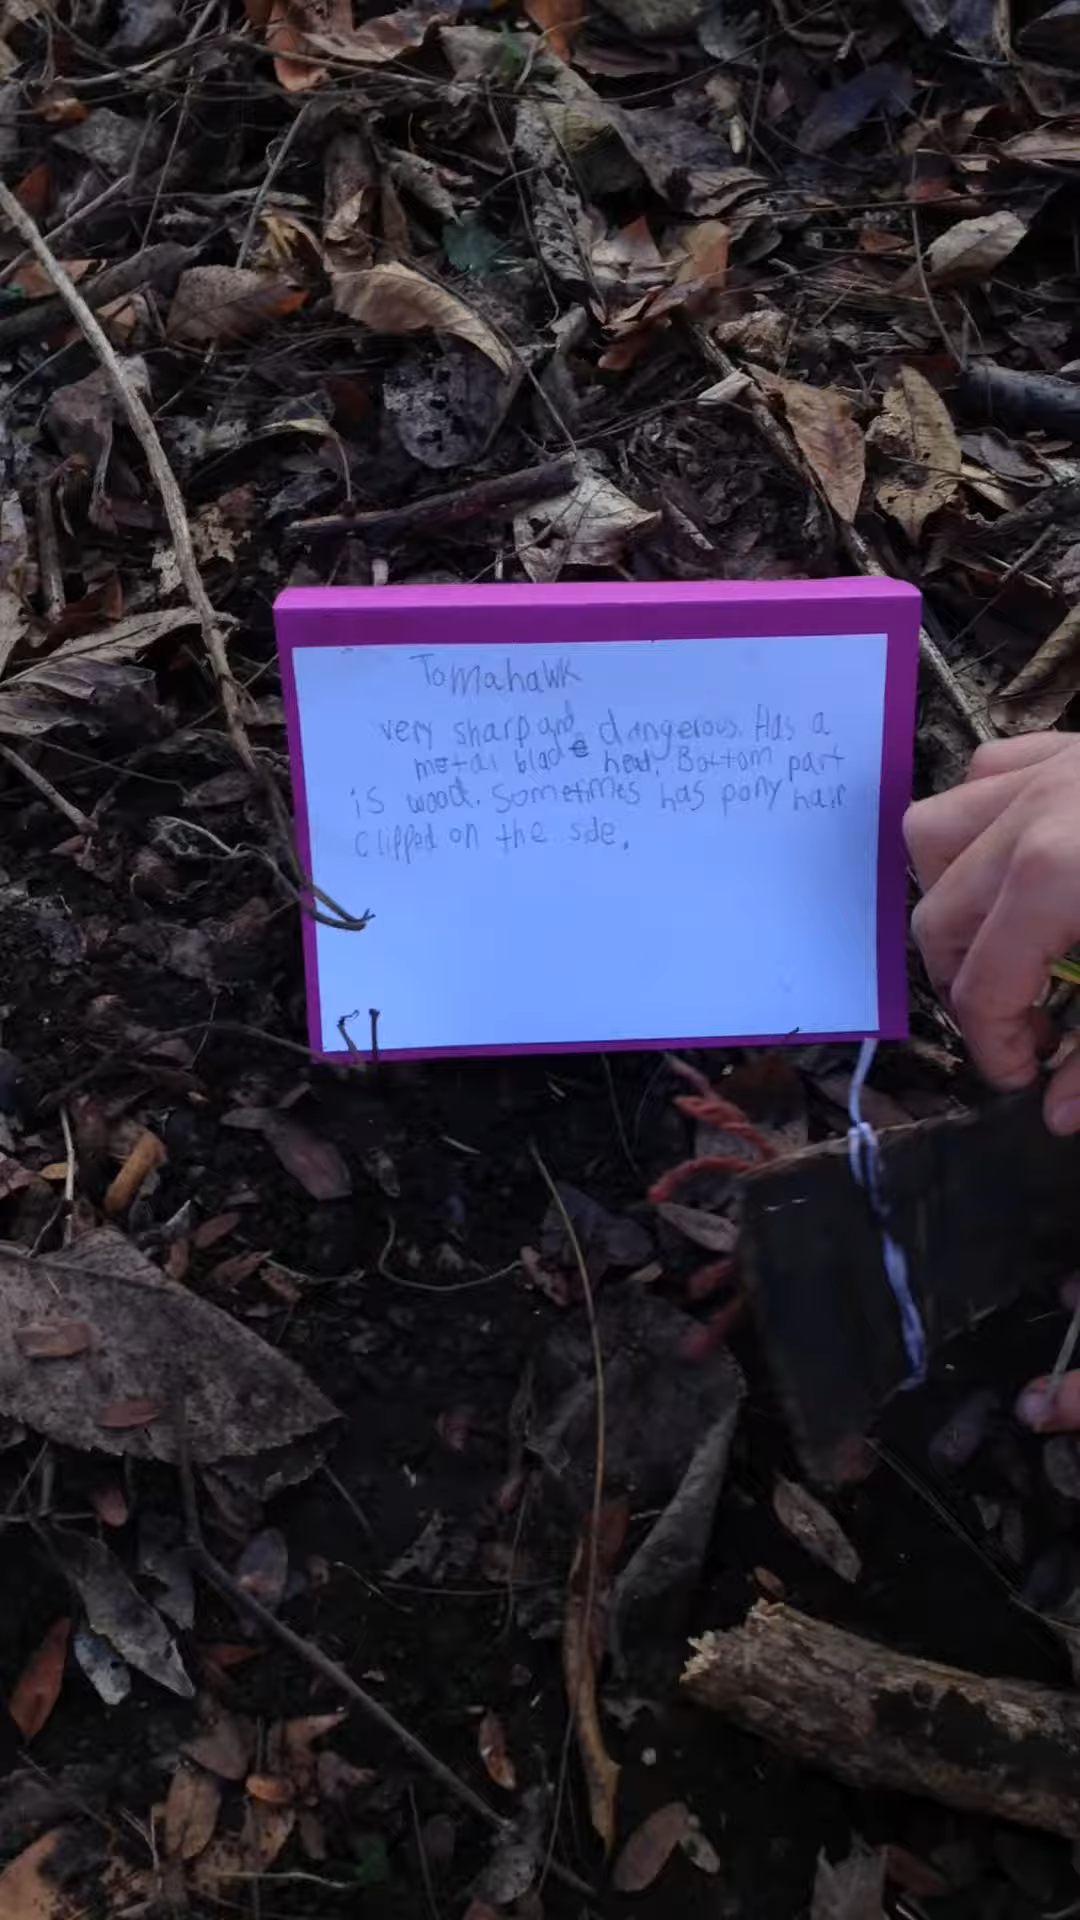 Tomahawk
very sharp and dangerous. Has a
metal blade head. Bottom part
is wood. Sometimes has pony hair
clipped on the side.